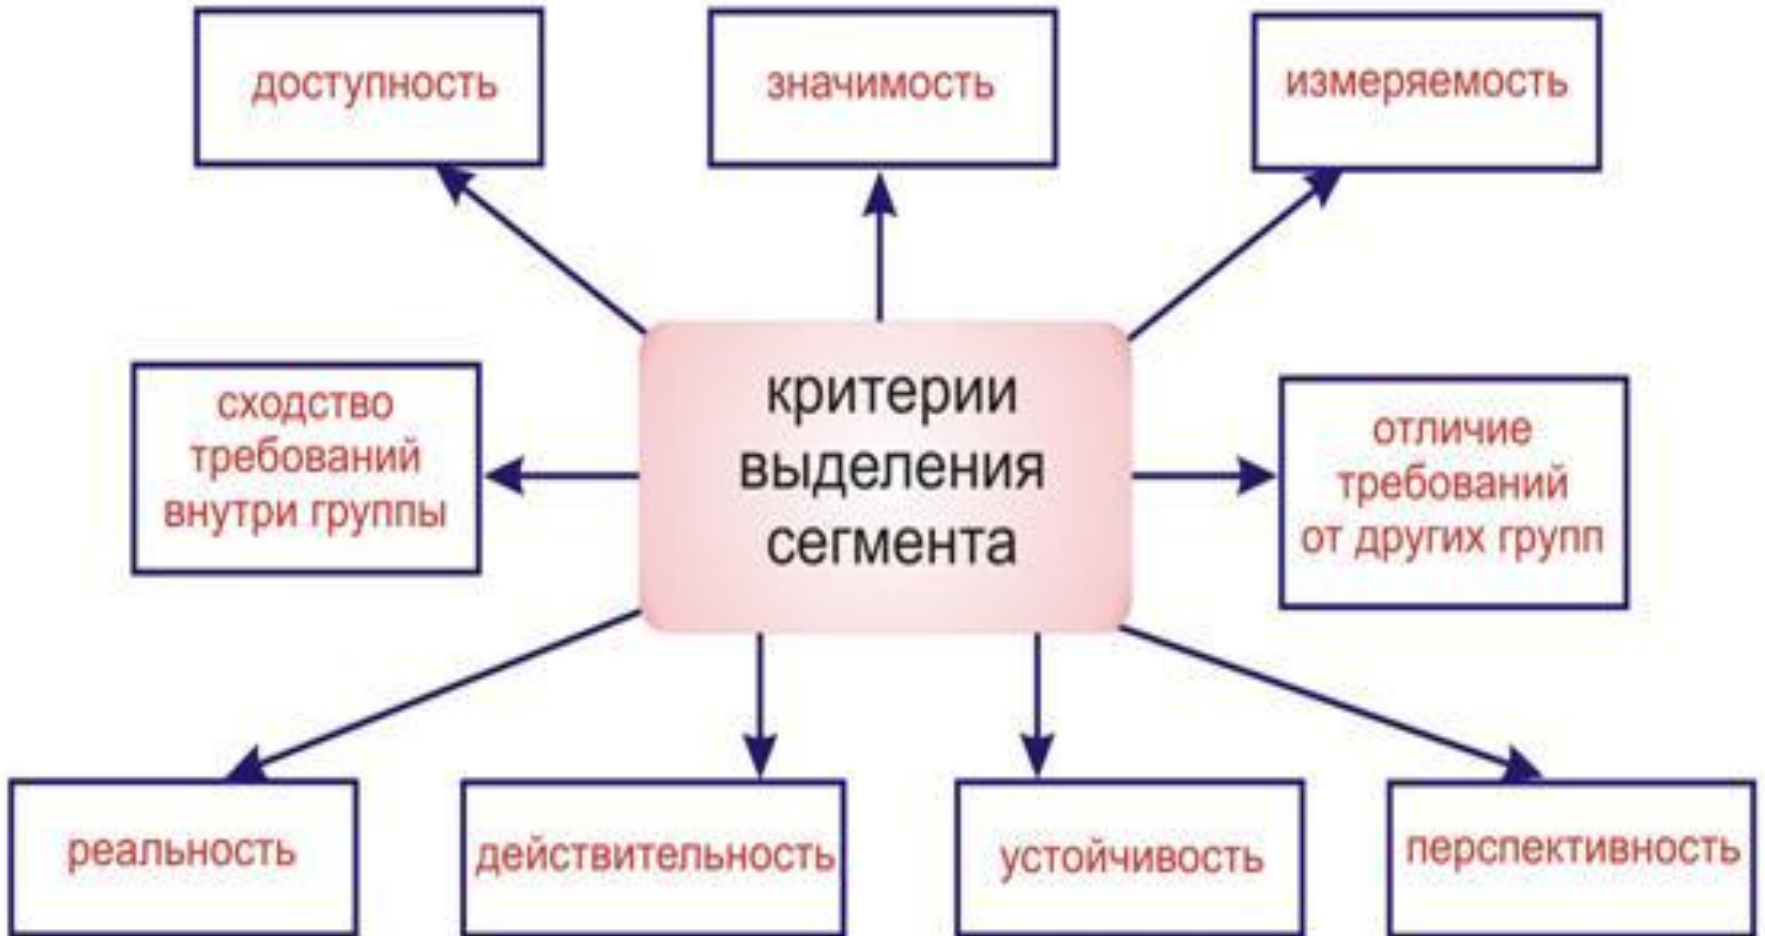 доступность
значимость
измеряемость
сходство
требований
внутри группы
критерии
выделения
сегмента
отличие
требований
от других групп
реальность
действительность
устойчивость
перспективность